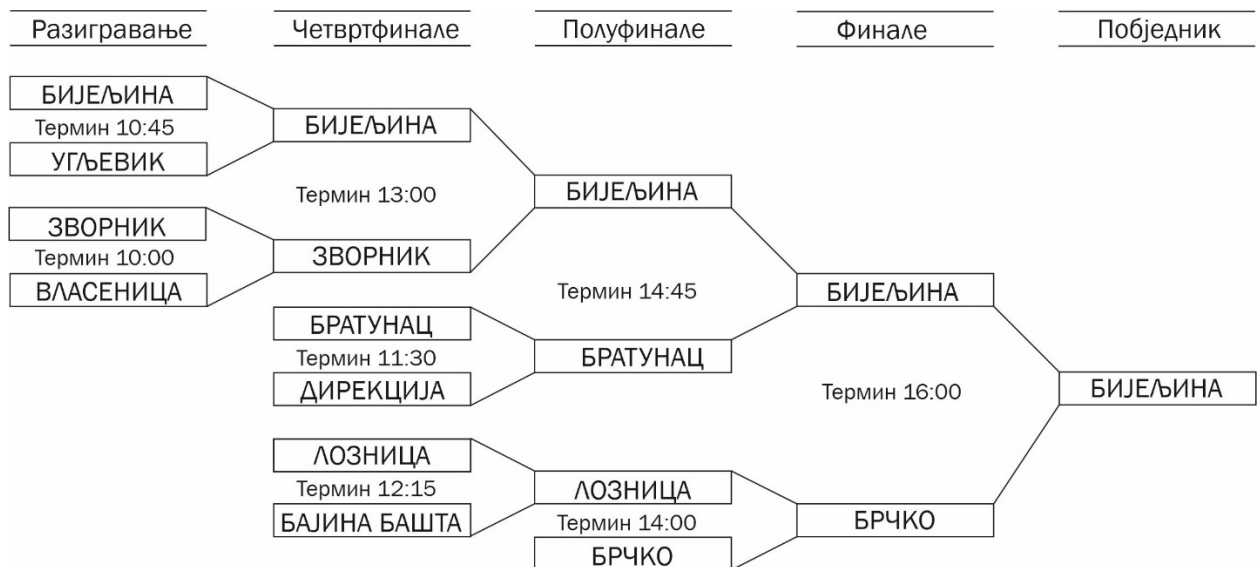 Разигравање
Четвртфинале
Полуфинале
Финале
Побједник
БИЈЕЉИНА
Термин 10:45
УГЉЕВИК
ЗВОРНИК
Термин 10:00
ВЛАСЕНИЦА
БИЈЕЉИНА
Термин 13:00
ЗВОРНИК
БРАТУНАЦ
Термин 11:30
ДИРЕКЦИЈА
ЛОЗНИЦА
Термин 12:15
БАЈИНА БАШТА
БИЈЕЉИНА
Термин 14:45
БРАТУНАЦ
ЛОЗНИЦА
Термин 14:00
БРЧКО
БИЈЕЉИНА
Термин 16:00
БРЧКО
БИЈЕЉИНА